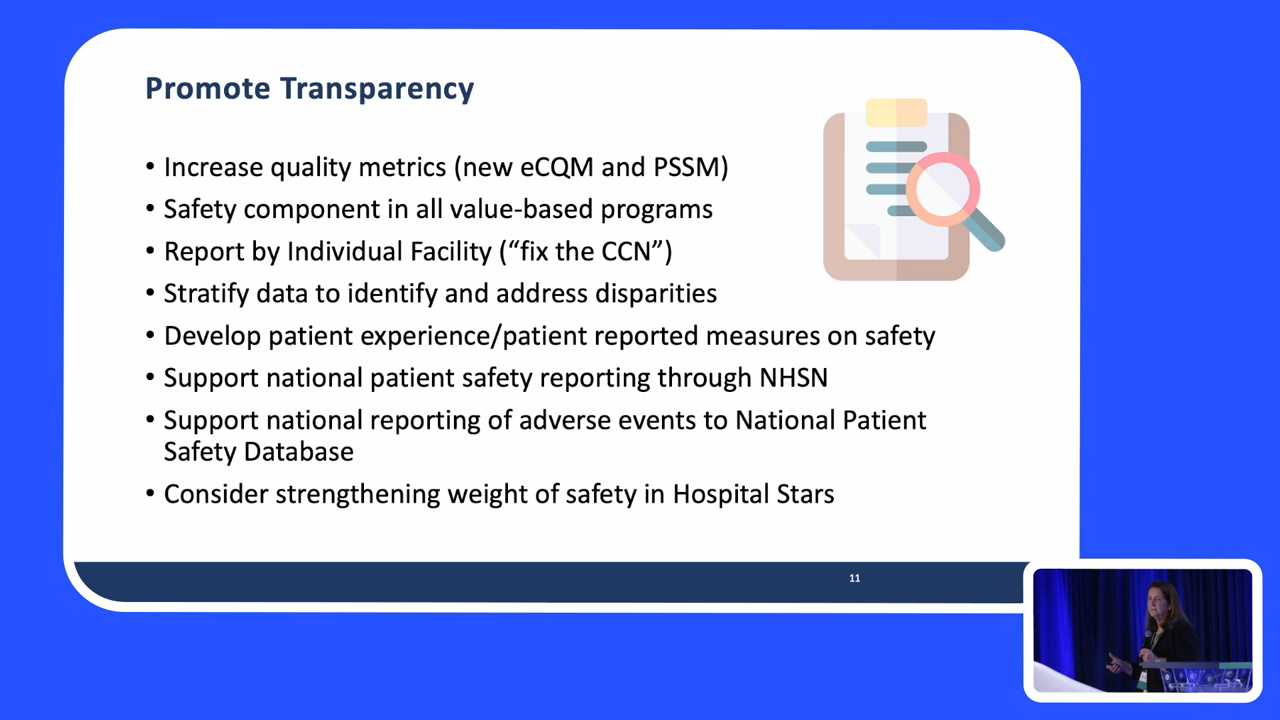 Promote Transparency
• Increase quality metrics (new eCQM and PSSM)
• Safety component in all value-based programs
• Report by Individual Facility (“fix the CCN”)
• Stratify data to identify and address disparities
• Develop patient experience/patient reported measures on safety
• Support national patient safety reporting through NHSN
• Support national reporting of adverse events to National Patient
Safety Database
• Consider strengthening weight of safety in Hospital Stars
11